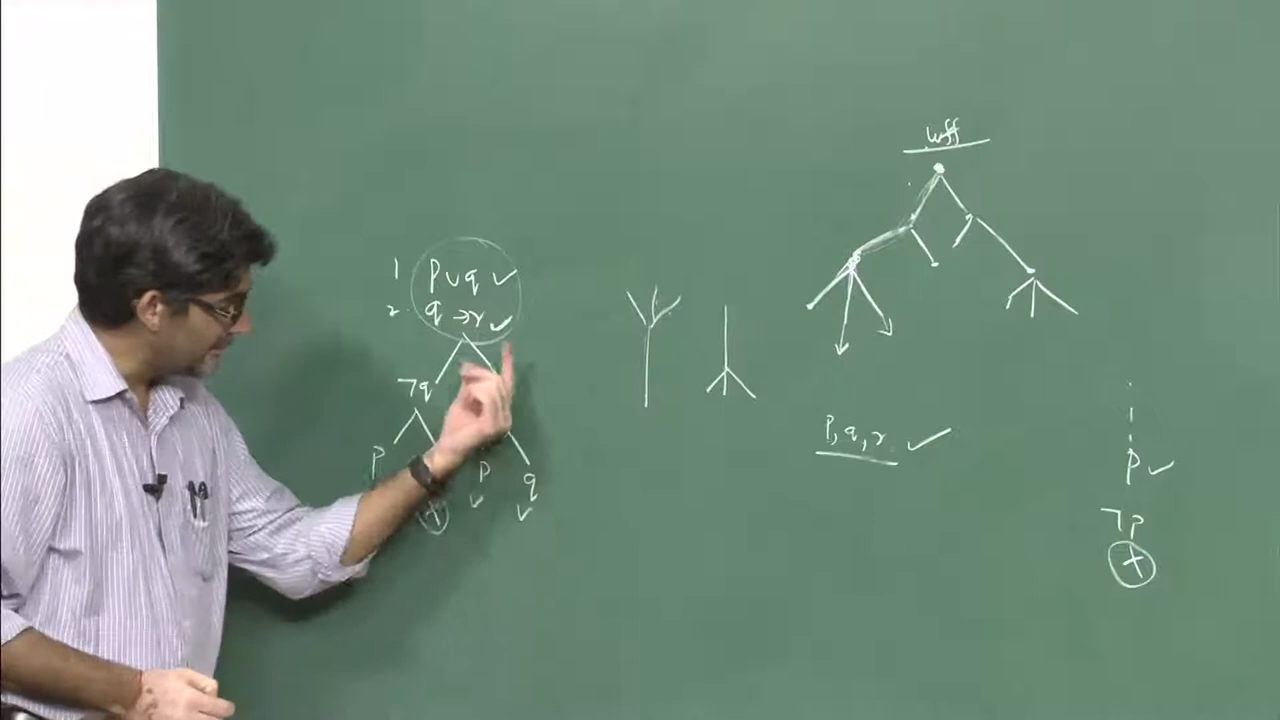 wff
1 p ∨ q ✓
2. q → r ✓
¬q
p
p ✓
q ✓
+
p, q, r ✓
p ✓
¬p
+